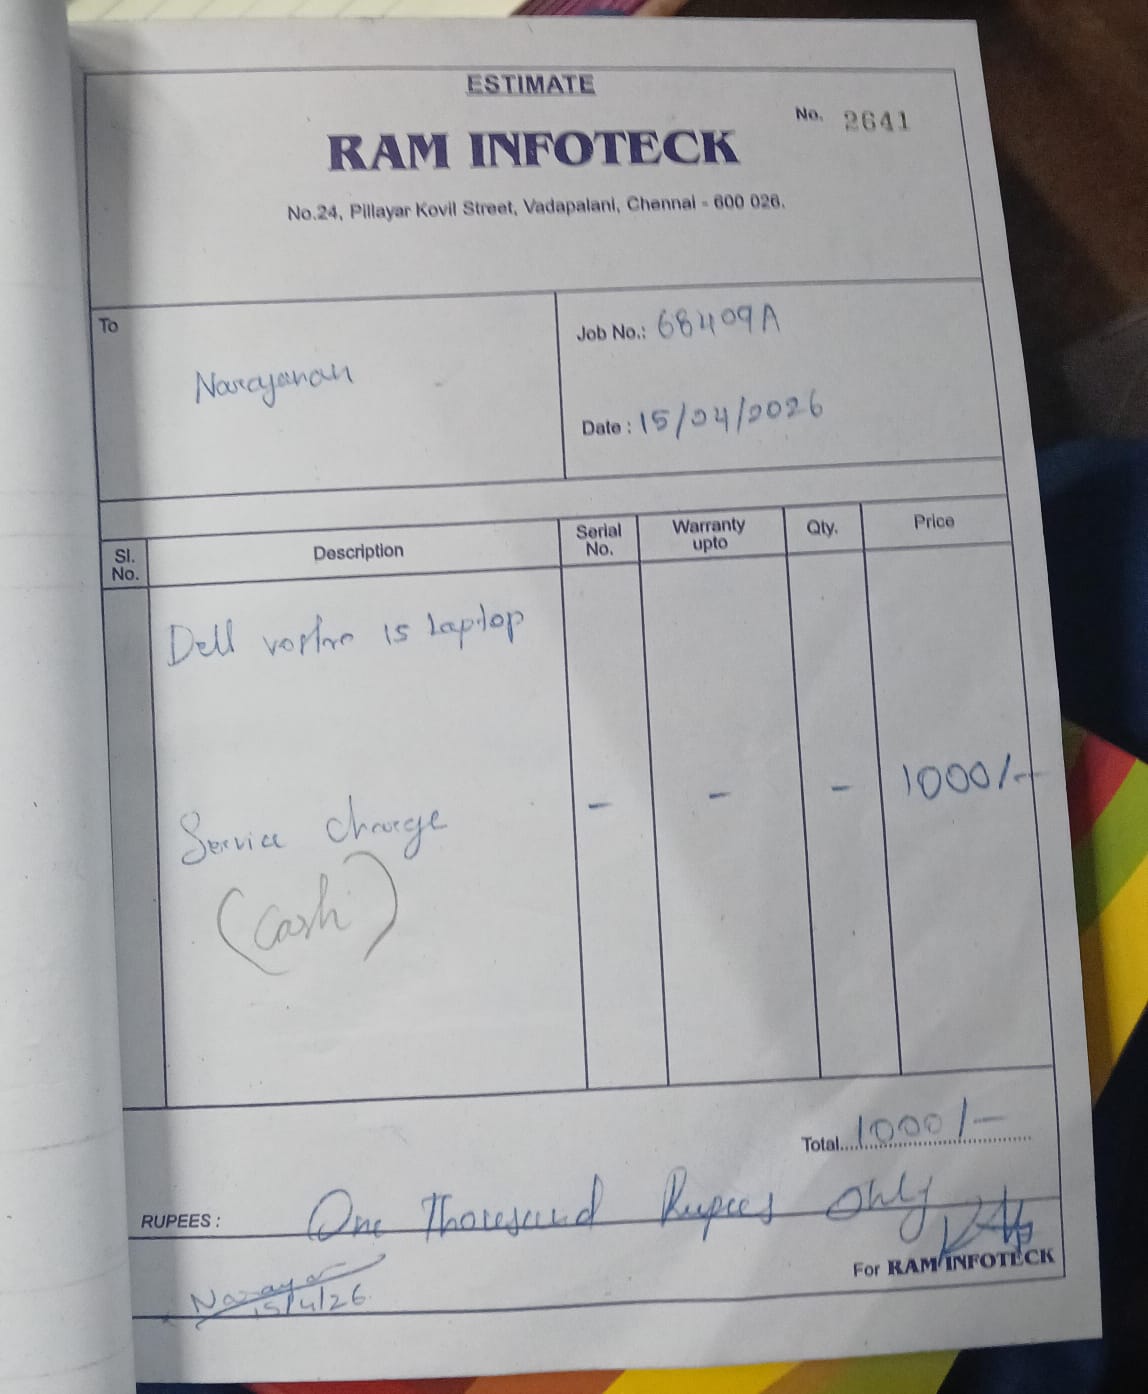 ESTIMATE
No. 2641
RAM INFOTECK
No.24, Pillayar Kovil Street, Vadapalani, Chennai - 600 026.
To
Narayanan
Job No.: 68409A
Date : 15/04/2026
Sl. No.
Description
Serial No.
Warranty upto
Qty.
Price
Dell vostro 15 Laptop
Service charge - - - 1000/-
(Cash)
Total.... 1000/-
RUPEES : One Thousand Rupees Only
For RAM INFOTECK
Narayan
15/4/26